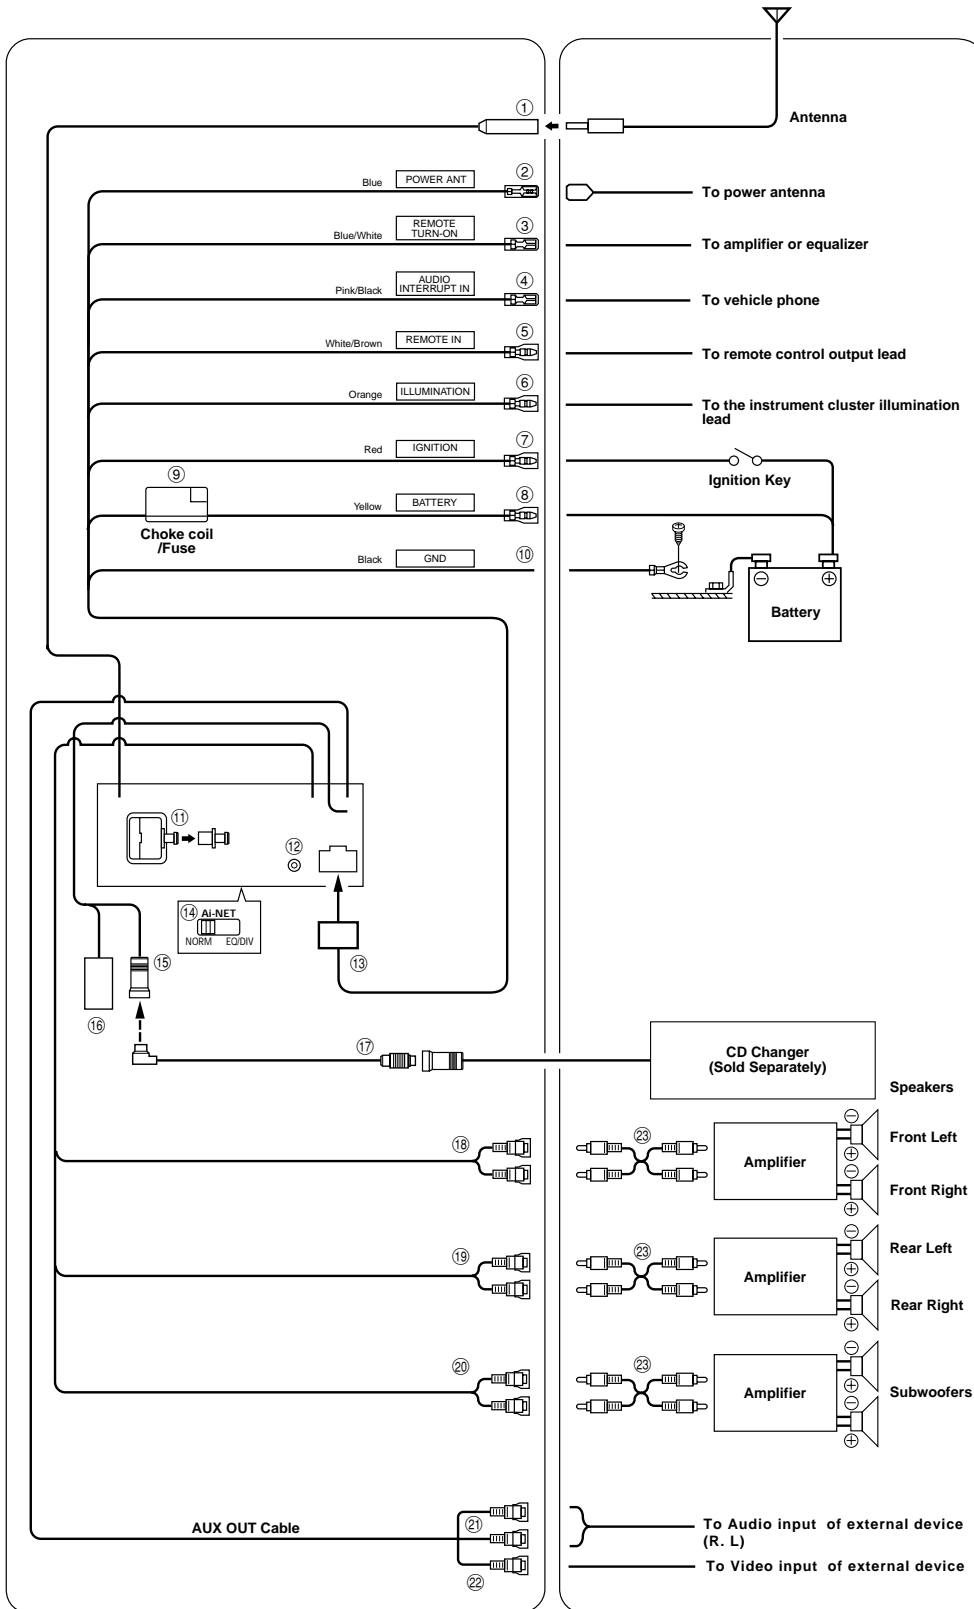 ①
Antenna
②
Blue
POWER ANT
To power antenna
③
Blue/White
REMOTE
TURN-ON
To amplifier or equalizer
④
Pink/Black
AUDIO
INTERRUPT IN
To vehicle phone
⑤
White/Brown
REMOTE IN
To remote control output lead
⑥
Orange
ILLUMINATION
To the instrument cluster illumination
lead
⑦
Red
IGNITION
Ignition Key
⑨
Choke coil
/Fuse
⑧
Yellow
BATTERY
Black
GND
⑩
⊖
⊕
Battery
⑪
⑫
⑭ Ai-NET
NORM EQ/DIV
⑬
⑮
⑯
⑰
CD Changer
(Sold Separately)
Speakers
⑱
㉓
Amplifier
⊖
Front Left
⊕
⊖
Front Right
⊕
⑲
㉓
Amplifier
⊖
Rear Left
⊕
⊖
Rear Right
⊕
⑳
㉓
Amplifier
⊖
⊕
Subwoofers
⊖
⊕
AUX OUT Cable
㉑
To Audio input of external device
(R. L)
㉒
To Video input of external device